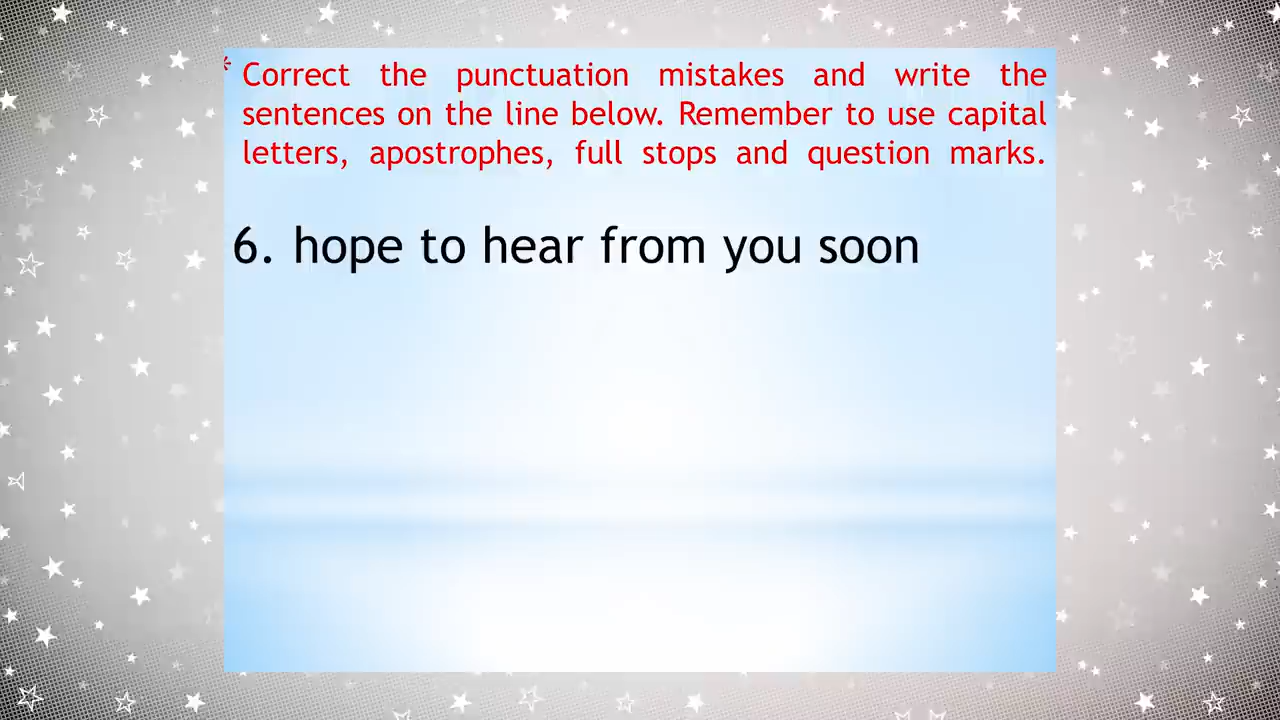 * Correct the punctuation mistakes and write the
sentences on the line below. Remember to use capital
letters, apostrophes, full stops and question marks.
6. hope to hear from you soon